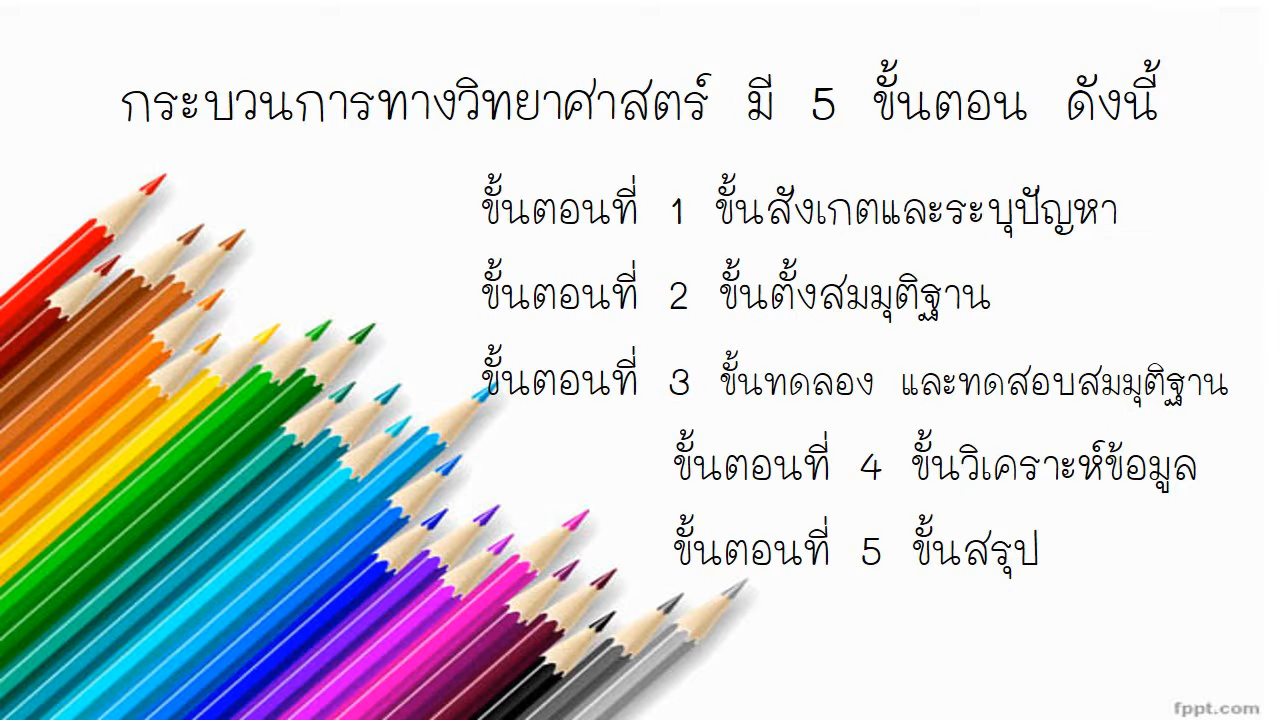 กระบวนการทางวิทยาศาสตร์ มี 5 ขั้นตอน ดังนี้
ขั้นตอนที่ 1 ขั้นสังเกตและระบุปัญหา
ขั้นตอนที่ 2 ขั้นตั้งสมมุติฐาน
ขั้นตอนที่ 3 ขั้นทดลอง และทดสอบสมมุติฐาน
ขั้นตอนที่ 4 ขั้นวิเคราะห์ข้อมูล
ขั้นตอนที่ 5 ขั้นสรุป
fppt.com